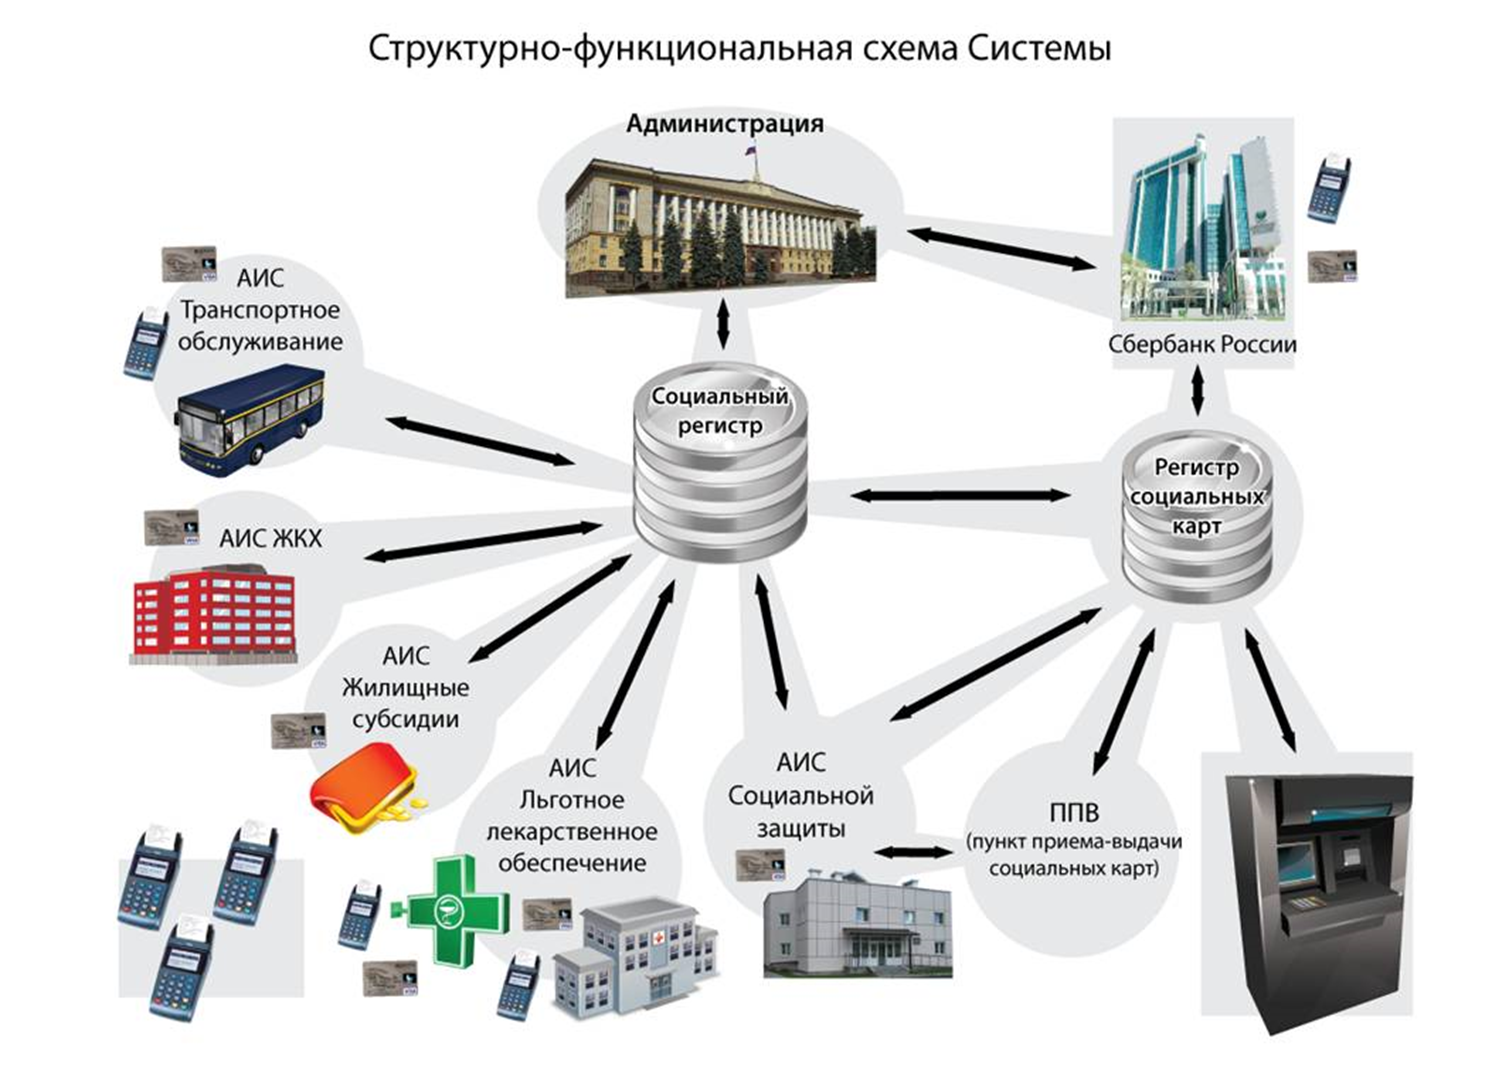 Структурно-функциональная схема Системы
Администрация
Сбербанк России
АИС
Транспортное
обслуживание
Социальный
регистр
Регистр
социальных
карт
АИС ЖКХ
АИС
Жилищные
субсидии
АИС
Льготное
лекарственное
обеспечение
АИС
Социальной
защиты
ППВ
(пункт приема-выдачи
социальных карт)